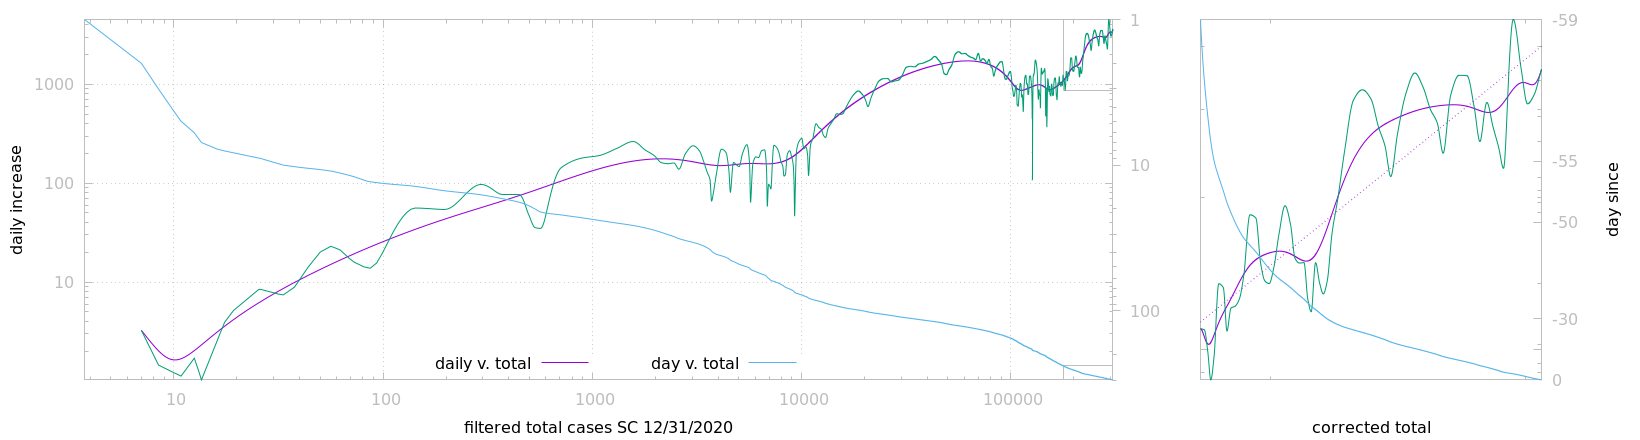 1 -59
1000
daily increase
100
10 -55
-50
day since
10
100 -30
daily v. total day v. total
0
10 100 1000 10000 100000
filtered total cases SC 12/31/2020 corrected total